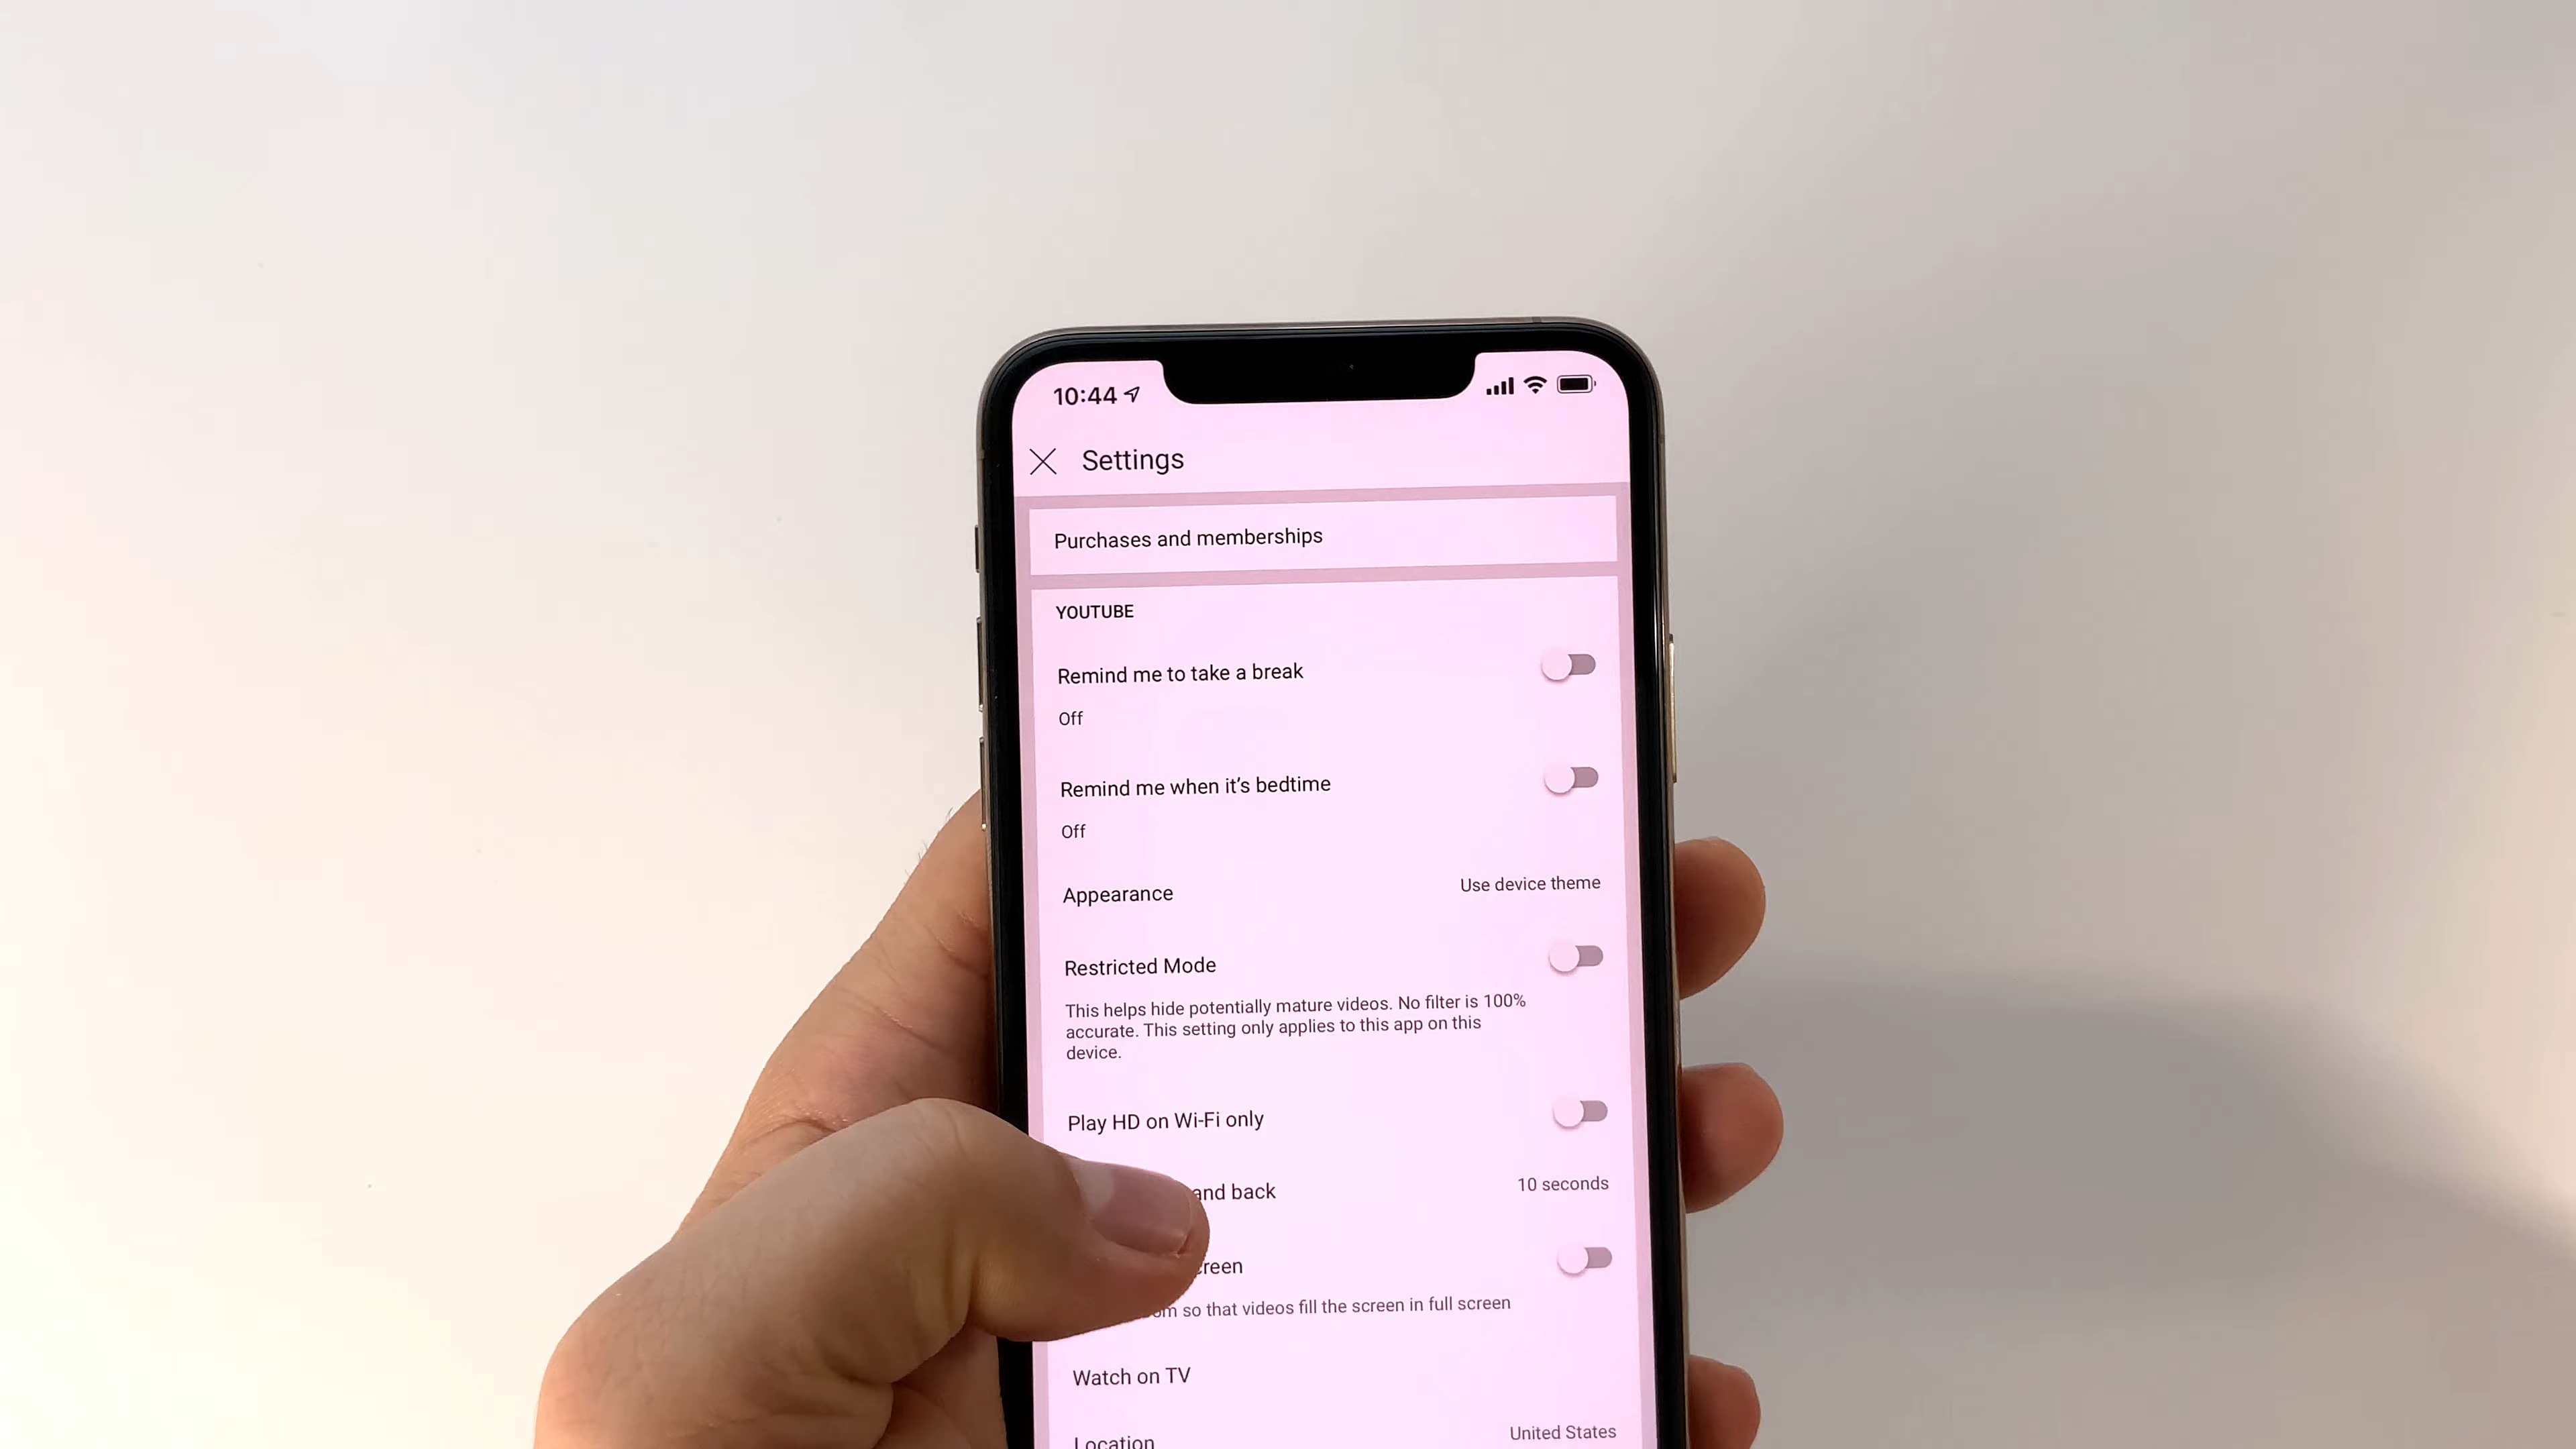 10:44
Settings
Purchases and memberships
YOUTUBE
Remind me to take a break
Off
Remind me when it's bedtime
Off
Appearance
Use device theme
Restricted Mode
This helps hide potentially mature videos. No filter is 100%
accurate. This setting only applies to this app on this
device.
Play HD on Wi-Fi only
and back
10 seconds
so that videos fill the screen in full screen
Watch on TV
Location
United States